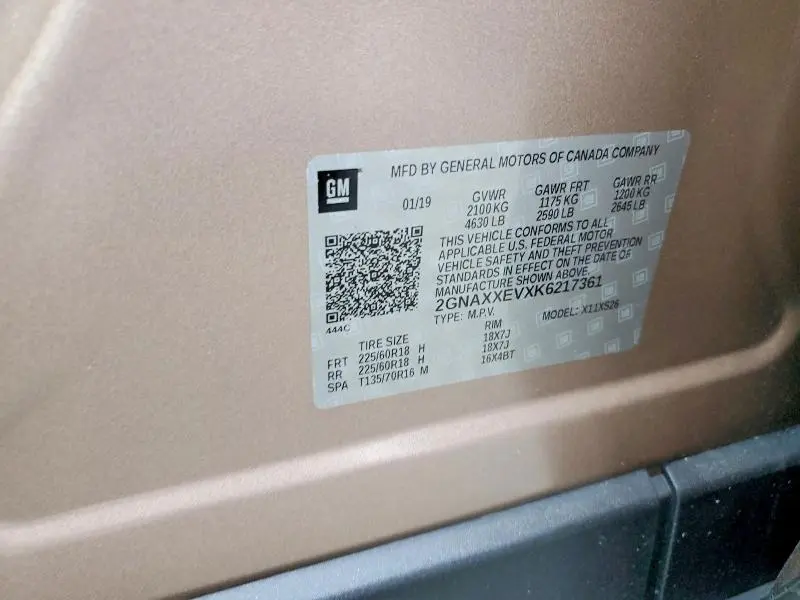 GM
MFD BY GENERAL MOTORS OF CANADA COMPANY
01/19 GVWR GAWR FRT GAWR RR
2100 KG 1175 KG 1200 KG
4630 LB 2590 LB 2645 LB
THIS VEHICLE CONFORMS TO ALL
APPLICABLE U.S. FEDERAL MOTOR
VEHICLE SAFETY AND THEFT PREVENTION
STANDARDS IN EFFECT ON THE DATE OF
MANUFACTURE SHOWN ABOVE.
2GNAXXEVXK6217361
TYPE: M.P.V. MODEL: X11XS26
444C
TIRE SIZE RIM
FRT 225/60R18 H 18X7J
RR 225/60R18 H 18X7J
SPA T135/70R16 M 16X4BT